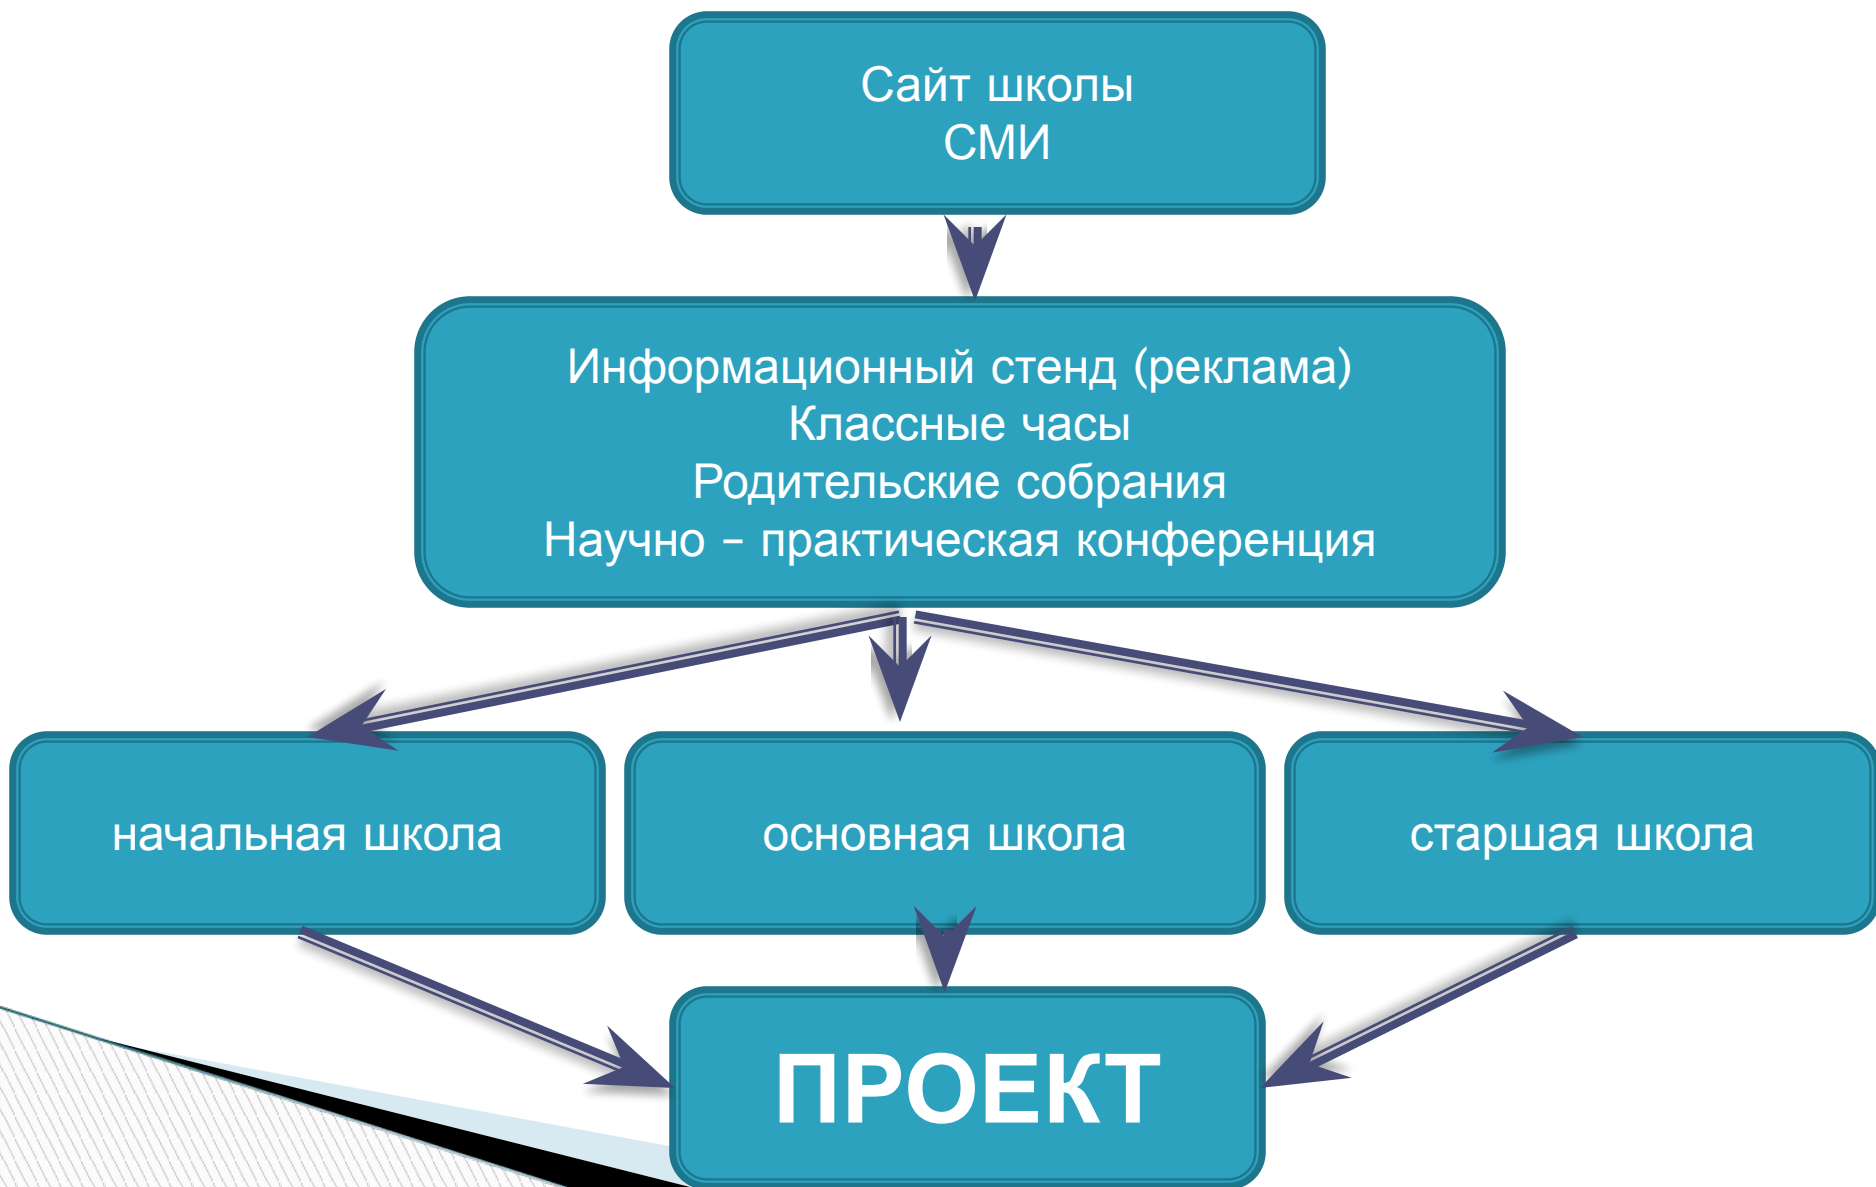 Сайт школы
СМИ
Информационный стенд (реклама)
Классные часы
Родительские собрания
Научно – практическая конференция
начальная школа
основная школа
старшая школа
ПРОЕКТ